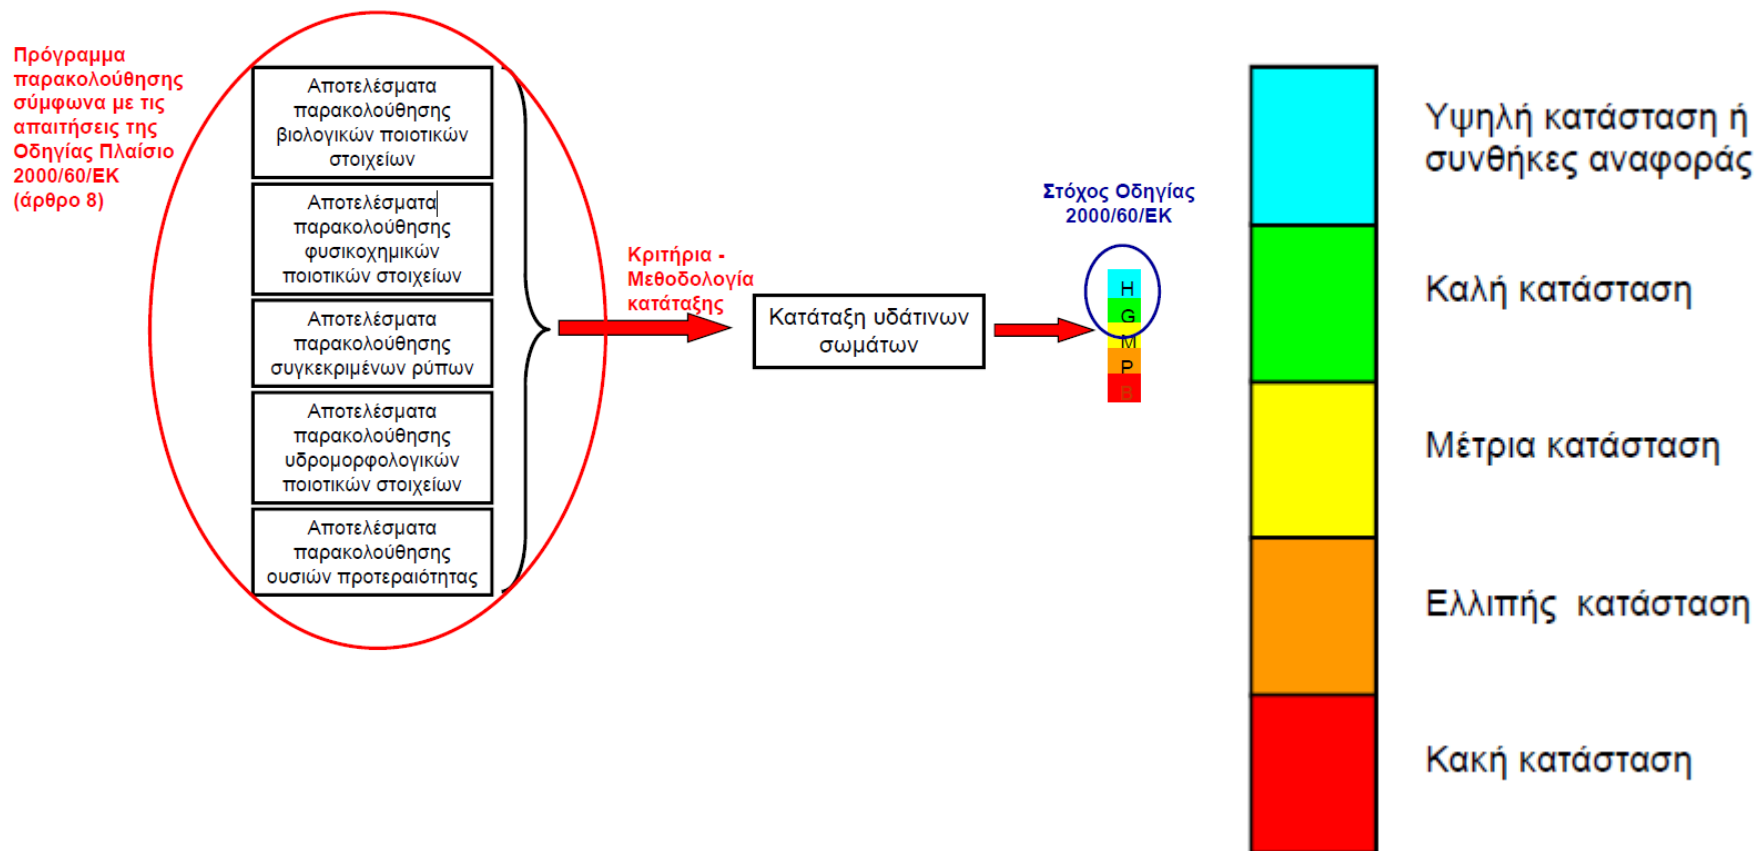 Πρόγραμμα
παρακολούθησης
σύμφωνα με τις
απαιτήσεις της
Οδηγίας Πλαίσιο
2000/60/ΕΚ
(άρθρο 8)
Αποτελέσματα
παρακολούθησης
βιολογικών ποιοτικών
στοιχείων
Αποτελέσματα
παρακολούθησης
φυσικοχημικών
ποιοτικών στοιχείων
Αποτελέσματα
παρακολούθησης
συγκεκριμένων ρύπων
Αποτελέσματα
παρακολούθησης
υδρομορφολογικών
ποιοτικών στοιχείων
Αποτελέσματα
παρακολούθησης
ουσιών προτεραιότητας
Κριτήρια -
Μεθοδολογία
κατάταξης
Κατάταξη υδάτινων
σωμάτων
Στόχος Οδηγίας
2000/60/ΕΚ
H
G
M
P
B
Υψηλή κατάσταση ή
συνθήκες αναφοράς
Καλή κατάσταση
Μέτρια κατάσταση
Ελλιπής κατάσταση
Κακή κατάσταση